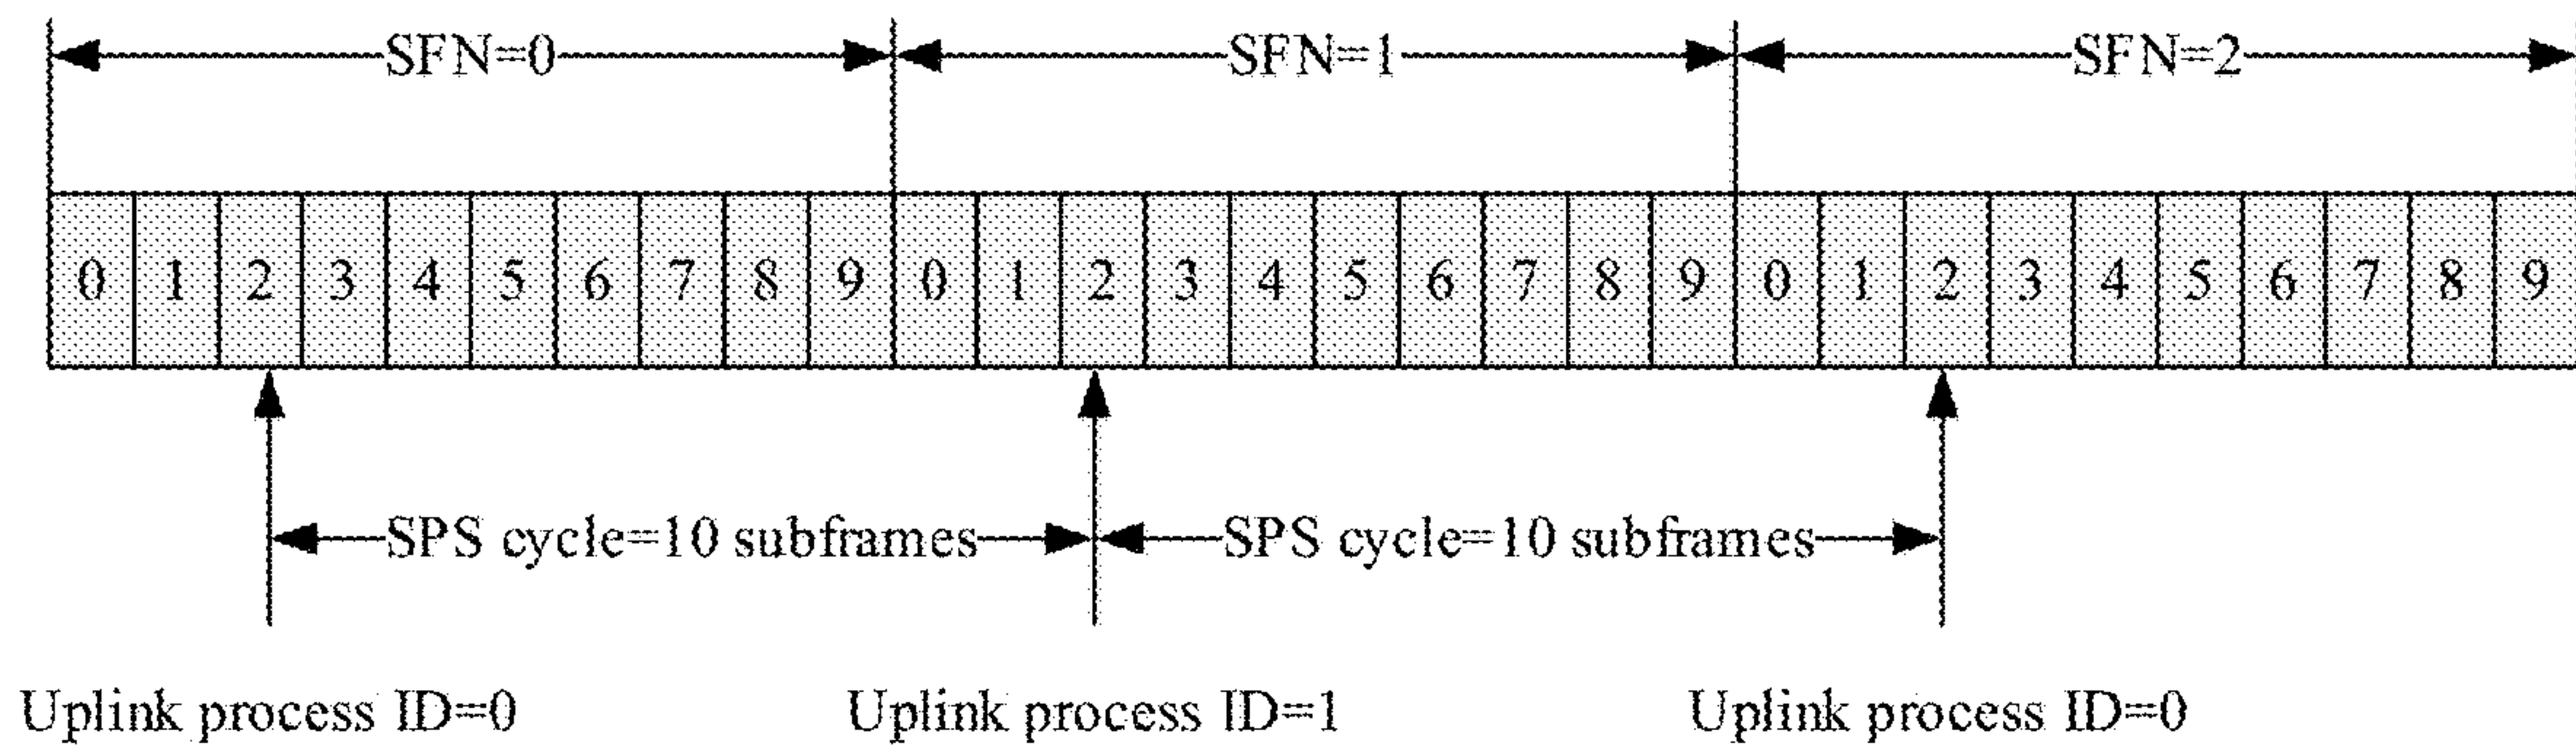 SFN=0 SFN=1 SFN=2
0 1 2 3 4 5 6 7 8 9 0 1 2 3 4 5 6 7 8 9 0 1 2 3 4 5 6 7 8 9
SPS cycle=10 subframes SPS cycle=10 subframes
Uplink process ID=0 Uplink process ID=1 Uplink process ID=0